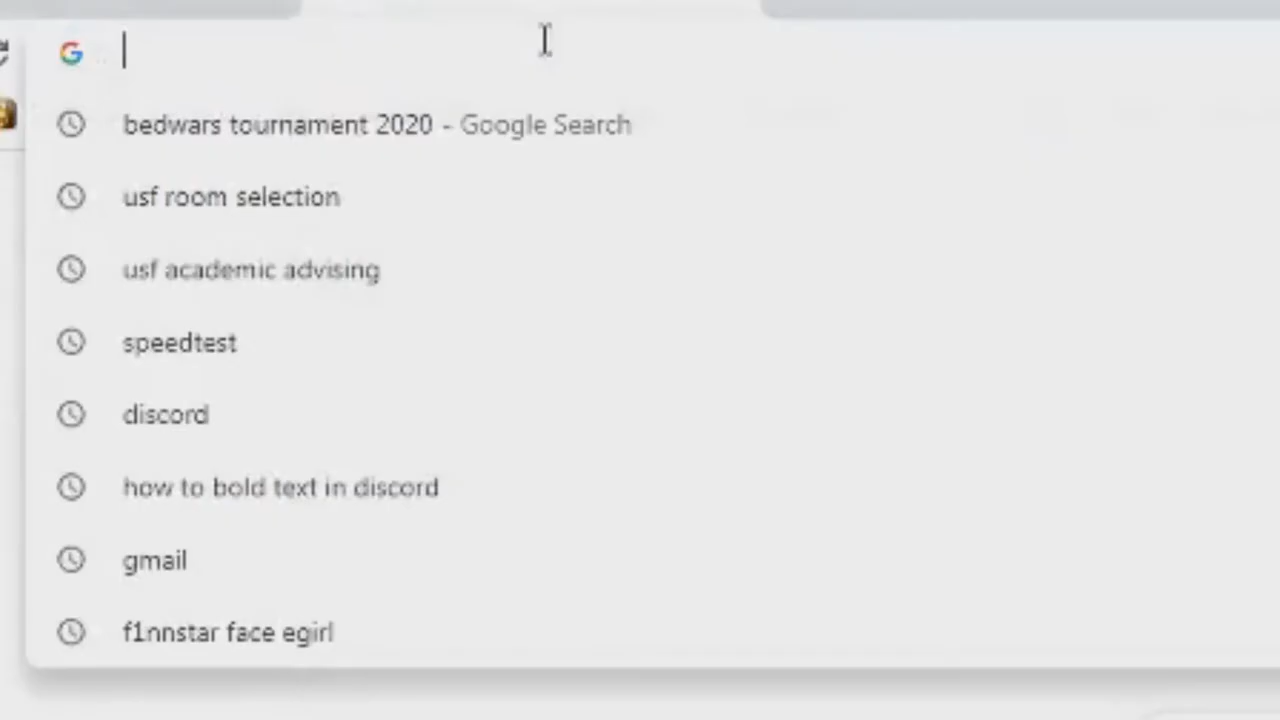 bedwars tournament 2020 - Google Search
usf room selection
usf academic advising
speedtest
discord
how to bold text in discord
gmail
f1nnstar face egirl